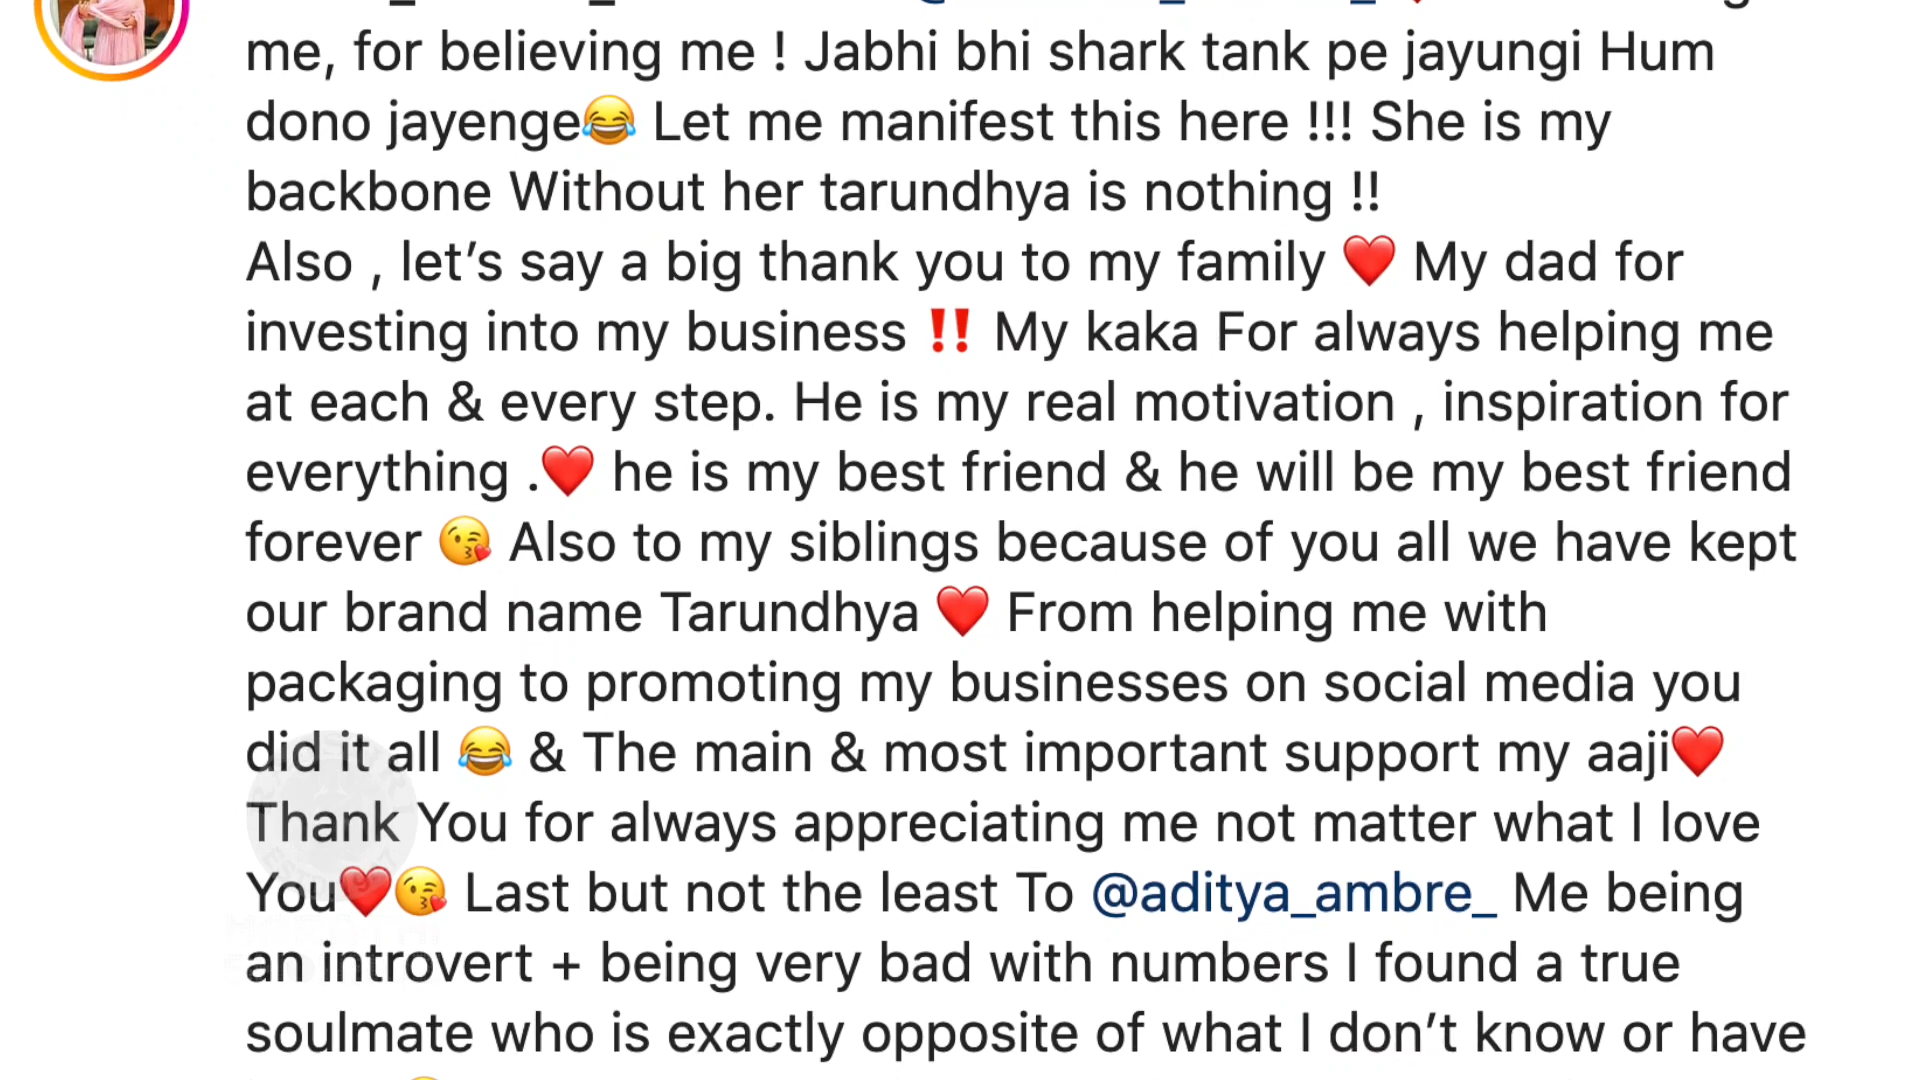 me, for believing me ! Jabhi bhi shark tank pe jayungi Hum
dono jayenge😂 Let me manifest this here !!! She is my
backbone Without her tarundhya is nothing !!
Also , let’s say a big thank you to my family ❤️ My dad for
investing into my business ‼️ My kaka For always helping me
at each & every step. He is my real motivation , inspiration for
everything .❤️ he is my best friend & he will be my best friend
forever 😘 Also to my siblings because of you all we have kept
our brand name Tarundhya ❤️ From helping me with
packaging to promoting my businesses on social media you
did it all 😂 & The main & most important support my aaji❤️
Thank You for always appreciating me not matter what I love
You❤️😘 Last but not the least To @aditya_ambre_ Me being
an introvert + being very bad with numbers I found a true
soulmate who is exactly opposite of what I don’t know or have